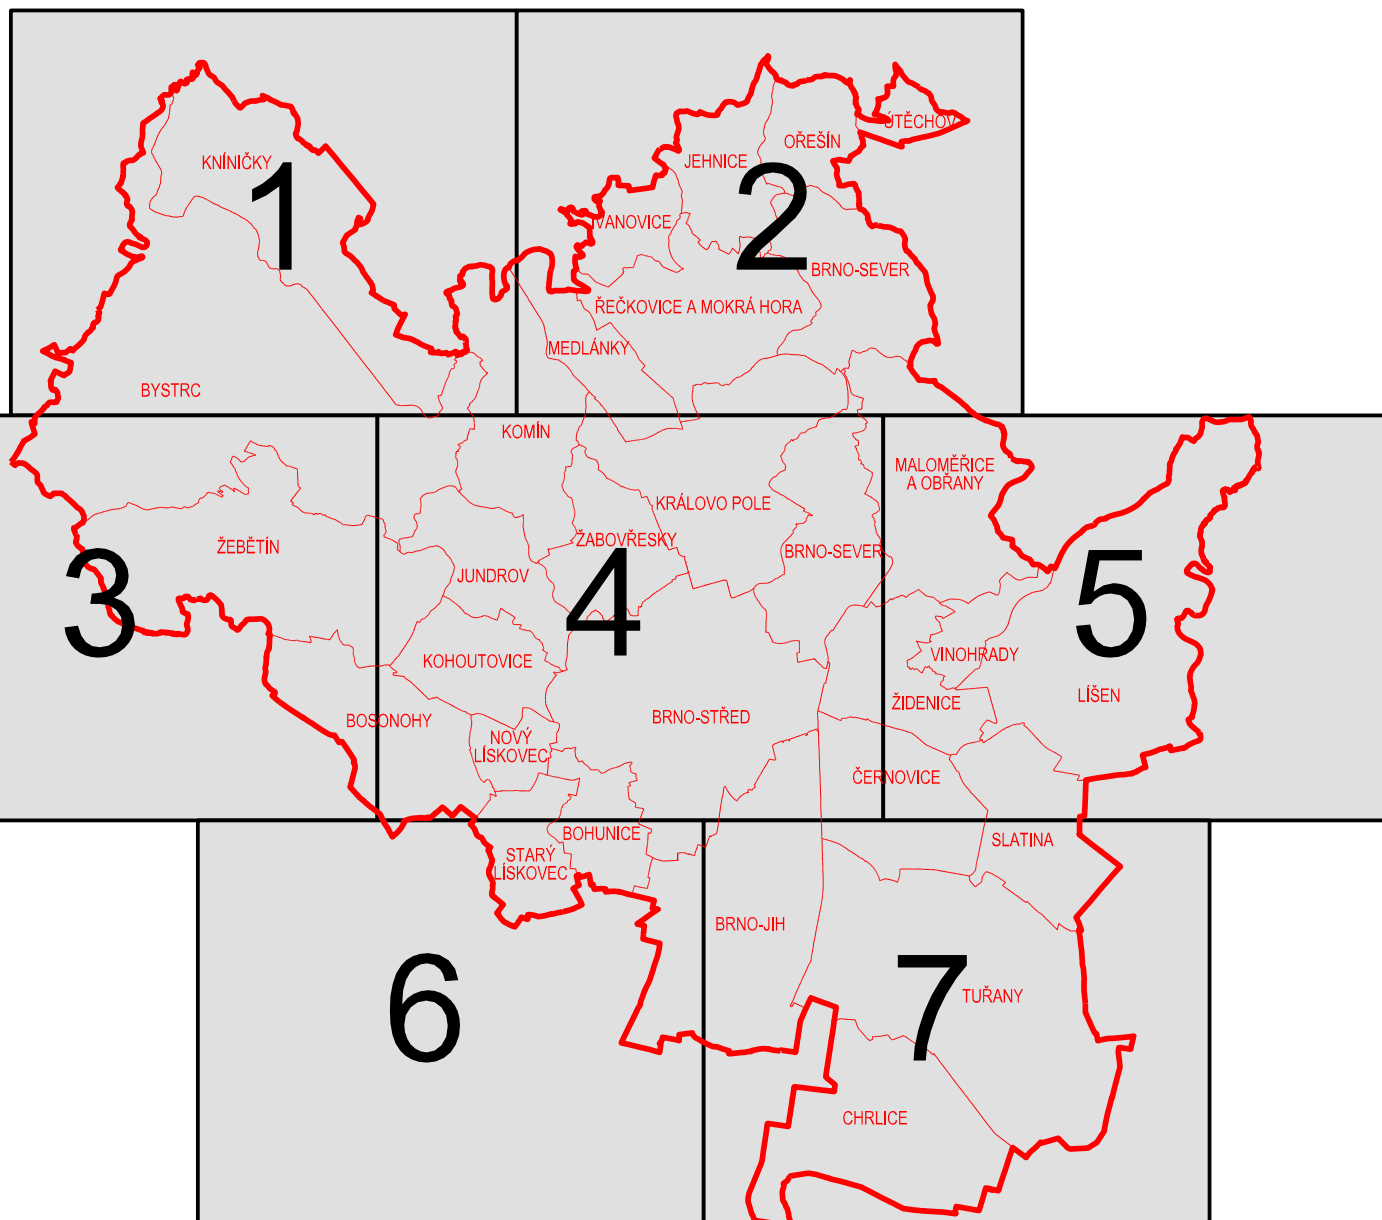 ÚTĚCHOV
OŘEŠÍN
KNÍNIČKY
JEHNICE
1
2
IVANOVICE
BRNO-SEVER
ŘEČKOVICE A MOKRÁ HORA
MEDLÁNKY
BYSTRC
KOMÍN
MALOMĚŘICE
A OBŘANY
KRÁLOVO POLE
ŽEBĚTÍN
ŽABOVŘESKY
BRNO-SEVER
JUNDROV
3
4
5
KOHOUTOVICE
VINOHRADY
LÍŠEN
ŽIDENICE
BOSONOHY
BRNO-STŘED
NOVÝ
LÍSKOVEC
ČERNOVICE
BOHUNICE
SLATINA
STARÝ
LÍSKOVEC
BRNO-JIH
6
7
TUŘANY
CHRLICE